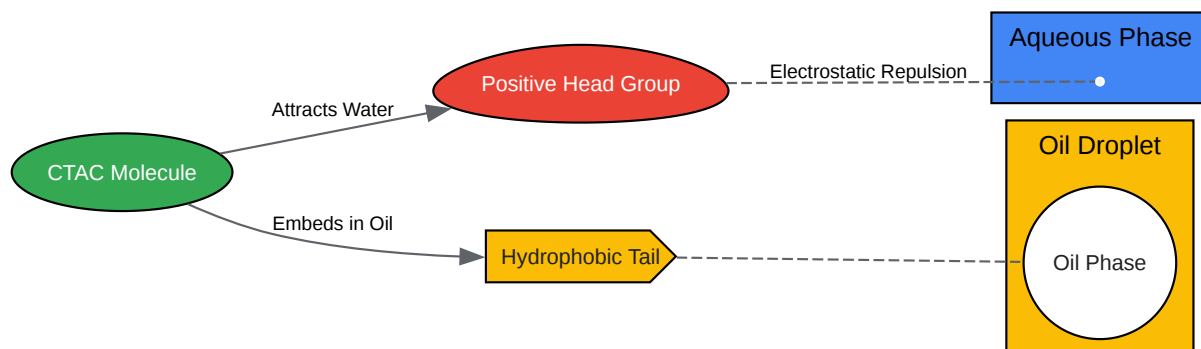 Aqueous Phase
Electrostatic Repulsion
Positive Head Group
Attracts Water
Oil Droplet
CTAC Molecule
Embeds in Oil
Hydrophobic Tail
Oil Phase